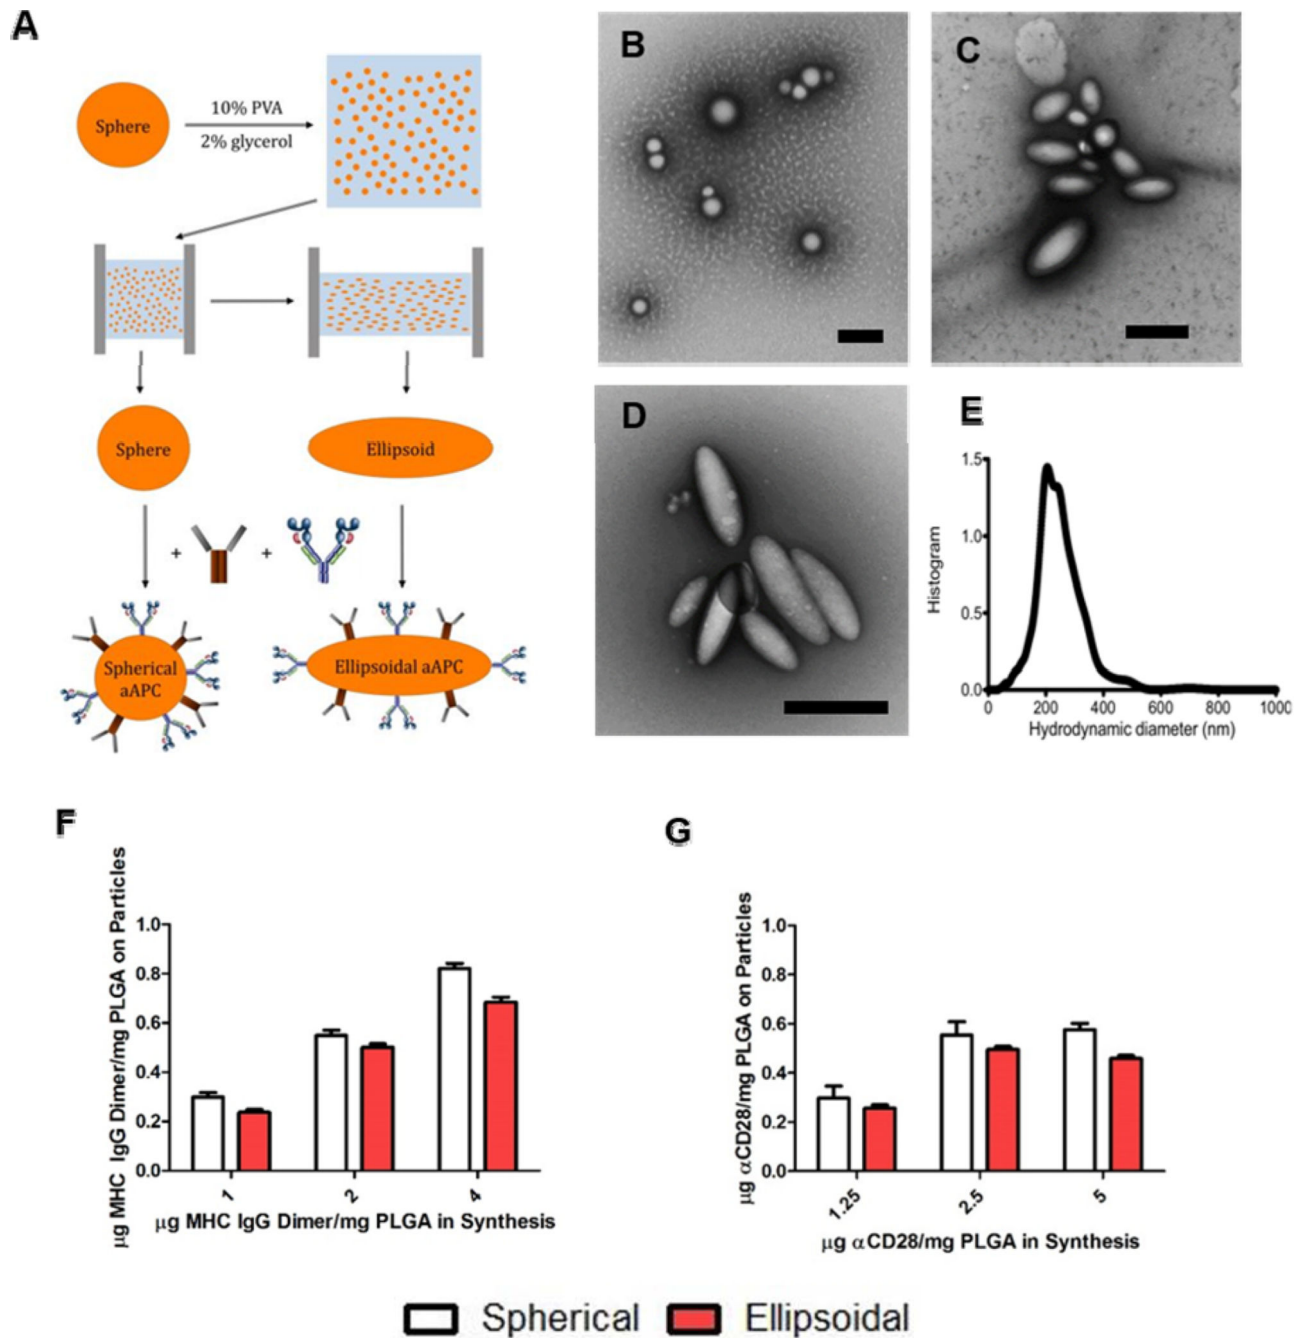 A
Sphere
10% PVA
2% glycerol
Sphere
Ellipsoid
+
+
Spherical
aAPC
Ellipsoidal aAPC
B
C
D
E
1.5
1.0
0.5
0.0
Histogram
0 200 400 600 800 1000
Hydrodynamic diameter (nm)
F
μg MHC IgG Dimer/mg PLGA on Particles
1.0
0.8
0.6
0.4
0.2
0.0
1 2 4
μg MHC IgG Dimer/mg PLGA in Synthesis
G
μg αCD28/mg PLGA on Particles
1.0
0.8
0.6
0.4
0.2
0.0
1.25 2.5 5
μg αCD28/mg PLGA in Synthesis
Spherical Ellipsoidal